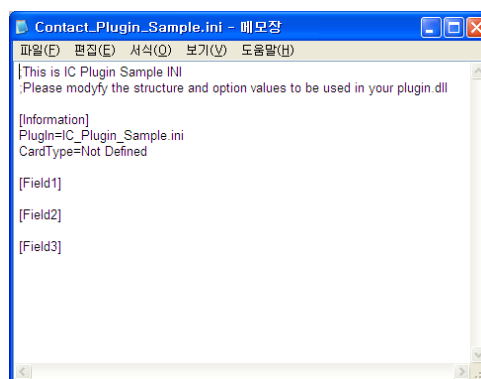 Contact_Plugin_Sample.ini - 메모장
파일(F) 편집(E) 서식(O) 보기(V) 도움말(H)
;This is IC Plugin Sample INI
;Please modyfy the structure and option values to be used in your plugin.dll
[Information]
PlugIn=IC_Plugin_Sample.ini
CardType=Not Defined
[Field1]
[Field2]
[Field3]